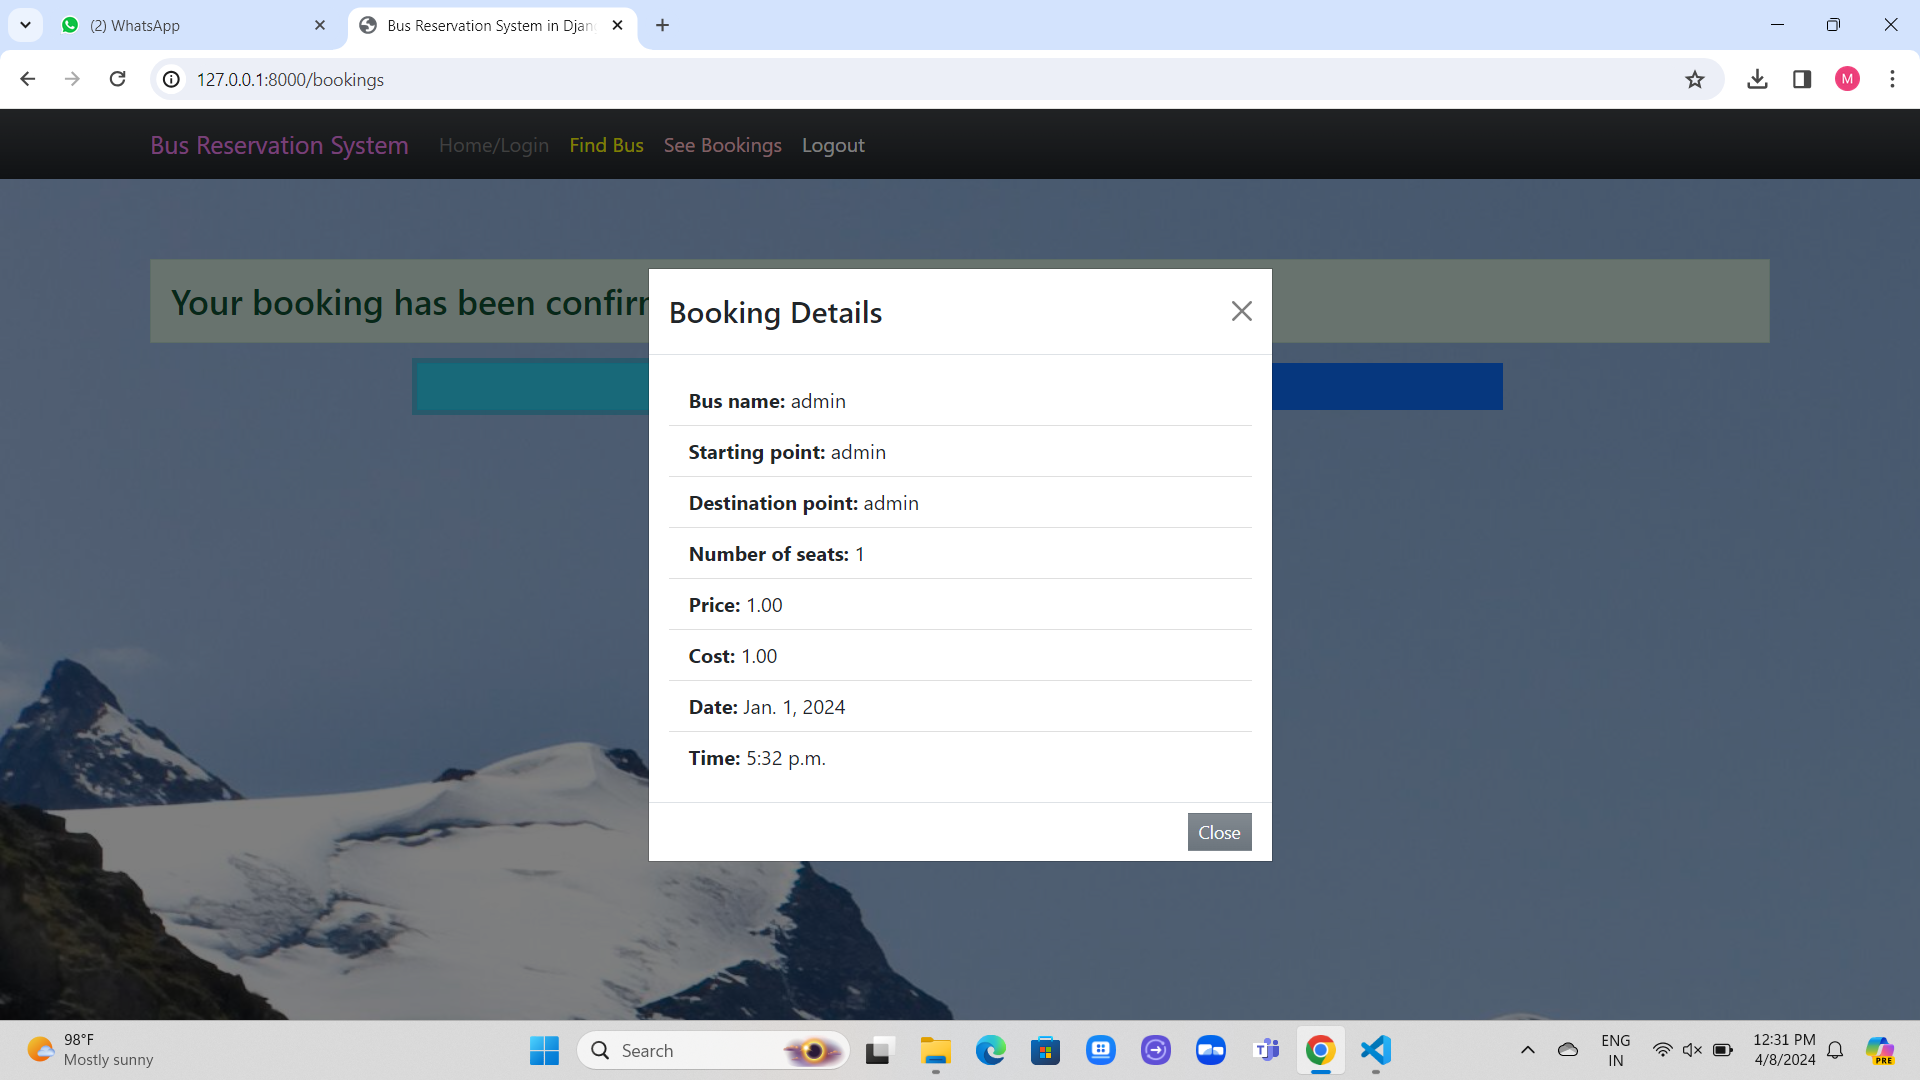 (2) WhatsApp
Bus Reservation System in Djan
127.0.0.1:8000/bookings
M
Bus Reservation System Home/Login Find Bus See Bookings Logout
Your booking has been confir
Booking Details
Bus name: admin
Starting point: admin
Destination point: admin
Number of seats: 1
Price: 1.00
Cost: 1.00
Date: Jan. 1, 2024
Time: 5:32 p.m.
Close
98°F
Mostly sunny
Search
T
ENG
IN
12:31 PM
4/8/2024
PRE